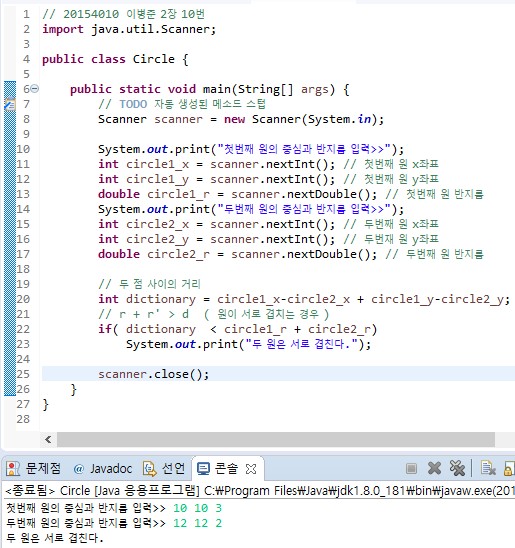 1 // 20154010 이병준 2장 10번
2 import java.util.Scanner;
3
4 public class Circle {
5
6 public static void main(String[] args) {
7 // TODO 자동 생성된 메소드 스텁
8 Scanner scanner = new Scanner(System.in);
9
10 System.out.print("첫번째 원의 중심과 반지름 입력>>");
11 int circle1_x = scanner.nextInt(); // 첫번째 원 x좌표
12 int circle1_y = scanner.nextInt(); // 첫번째 원 y좌표
13 double circle1_r = scanner.nextDouble(); // 첫번째 원 반지름
14 System.out.print("두번째 원의 중심과 반지름 입력>>");
15 int circle2_x = scanner.nextInt(); // 두번째 원 x좌표
16 int circle2_y = scanner.nextInt(); // 두번재 원 y좌표
17 double circle2_r = scanner.nextDouble(); // 두번째 원 반지름
18
19 // 두 점 사이의 거리
20 int dictionary = circle1_x-circle2_x + circle1_y-circle2_y;
21 // r + r' > d ( 원이 서로 겹치는 경우 )
22 if( dictionary < circle1_r + circle2_r)
23 System.out.print("두 원은 서로 겹친다.");
24
25 scanner.close();
26 }
27 }
28
문제점 @ Javadoc 선언 콘솔
<종료됨> Circle [Java 응용프로그램] C:₩Program Files₩Java₩jdk1.8.0_181₩bin₩javaw.exe(201
첫번째 원의 중심과 반지름 입력>> 10 10 3
두번째 원의 중심과 반지름 입력>> 12 12 2
두 원은 서로 겹친다.